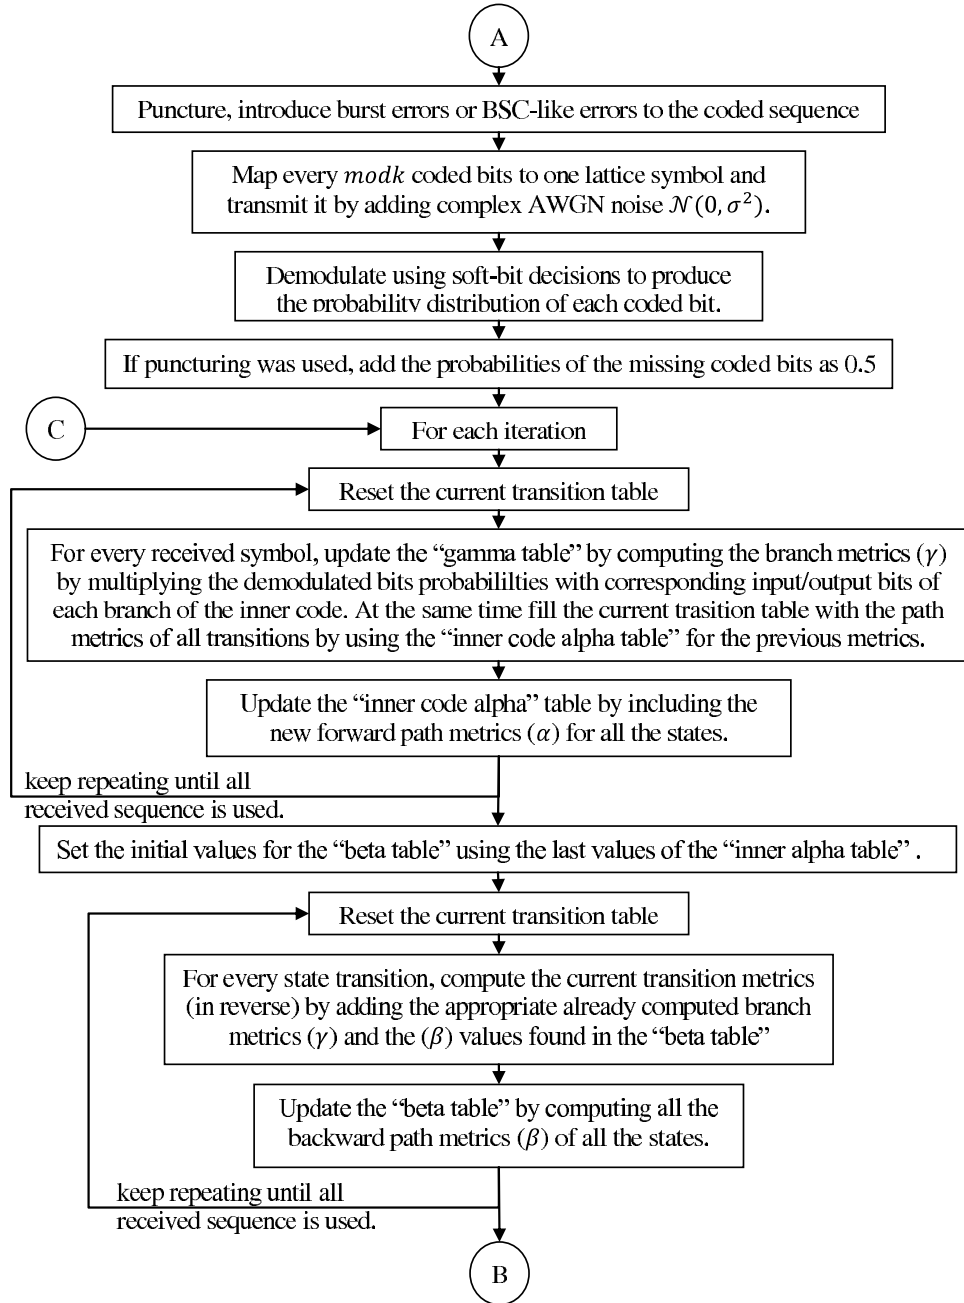 A
Puncture, introduce burst errors or BSC-like errors to the coded sequence
Map every modk coded bits to one lattice symbol and
transmit it by adding complex AWGN noise 𝒩(0, σ²).
Demodulate using soft-bit decisions to produce
the probability distribution of each coded bit.
If puncturing was used, add the probabilities of the missing coded bits as 0.5
C
For each iteration
Reset the current transition table
For every received symbol, update the “gamma table” by computing the branch metrics (γ)
by multiplying the demodulated bits probabililties with corresponding input/output bits of
each branch of the inner code. At the same time fill the current trasition table with the path
metrics of all transitions by using the “inner code alpha table” for the previous metrics.
Update the “inner code alpha” table by including the
new forward path metrics (α) for all the states.
keep repeating until all
received sequence is used.
Set the initial values for the “beta table” using the last values of the “inner alpha table” .
Reset the current transition table
For every state transition, compute the current transition metrics
(in reverse) by adding the appropriate already computed branch
metrics (γ) and the (β) values found in the “beta table”
Update the “beta table” by computing all the
backward path metrics (β) of all the states.
keep repeating until all
received sequence is used.
B